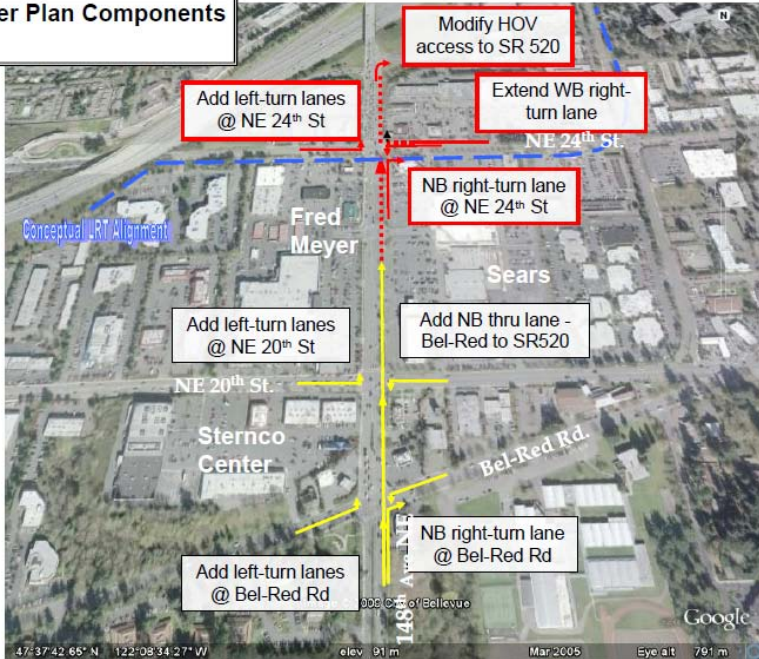 er Plan Components
N
Modify HOV
access to SR 520
Add left-turn lanes
@ NE 24th St
Extend WB right-
turn lane
NE 24th St.
NB right-turn lane
@ NE 24th St
Conceptual LRT Alignment
Fred
Meyer
Sears
Add left-turn lanes
@ NE 20th St
Add NB thru lane -
Bel-Red to SR520
NE 20th St.
Sternco
Center
Bel-Red Rd.
NB right-turn lane
@ Bel-Red Rd
Add left-turn lanes
@ Bel-Red Rd
148th Ave NE
City of Bellevue
Google
47°37'42.65" N 122°08'34.27" W
elev 91 m
Mar 2005
Eye alt 791 m